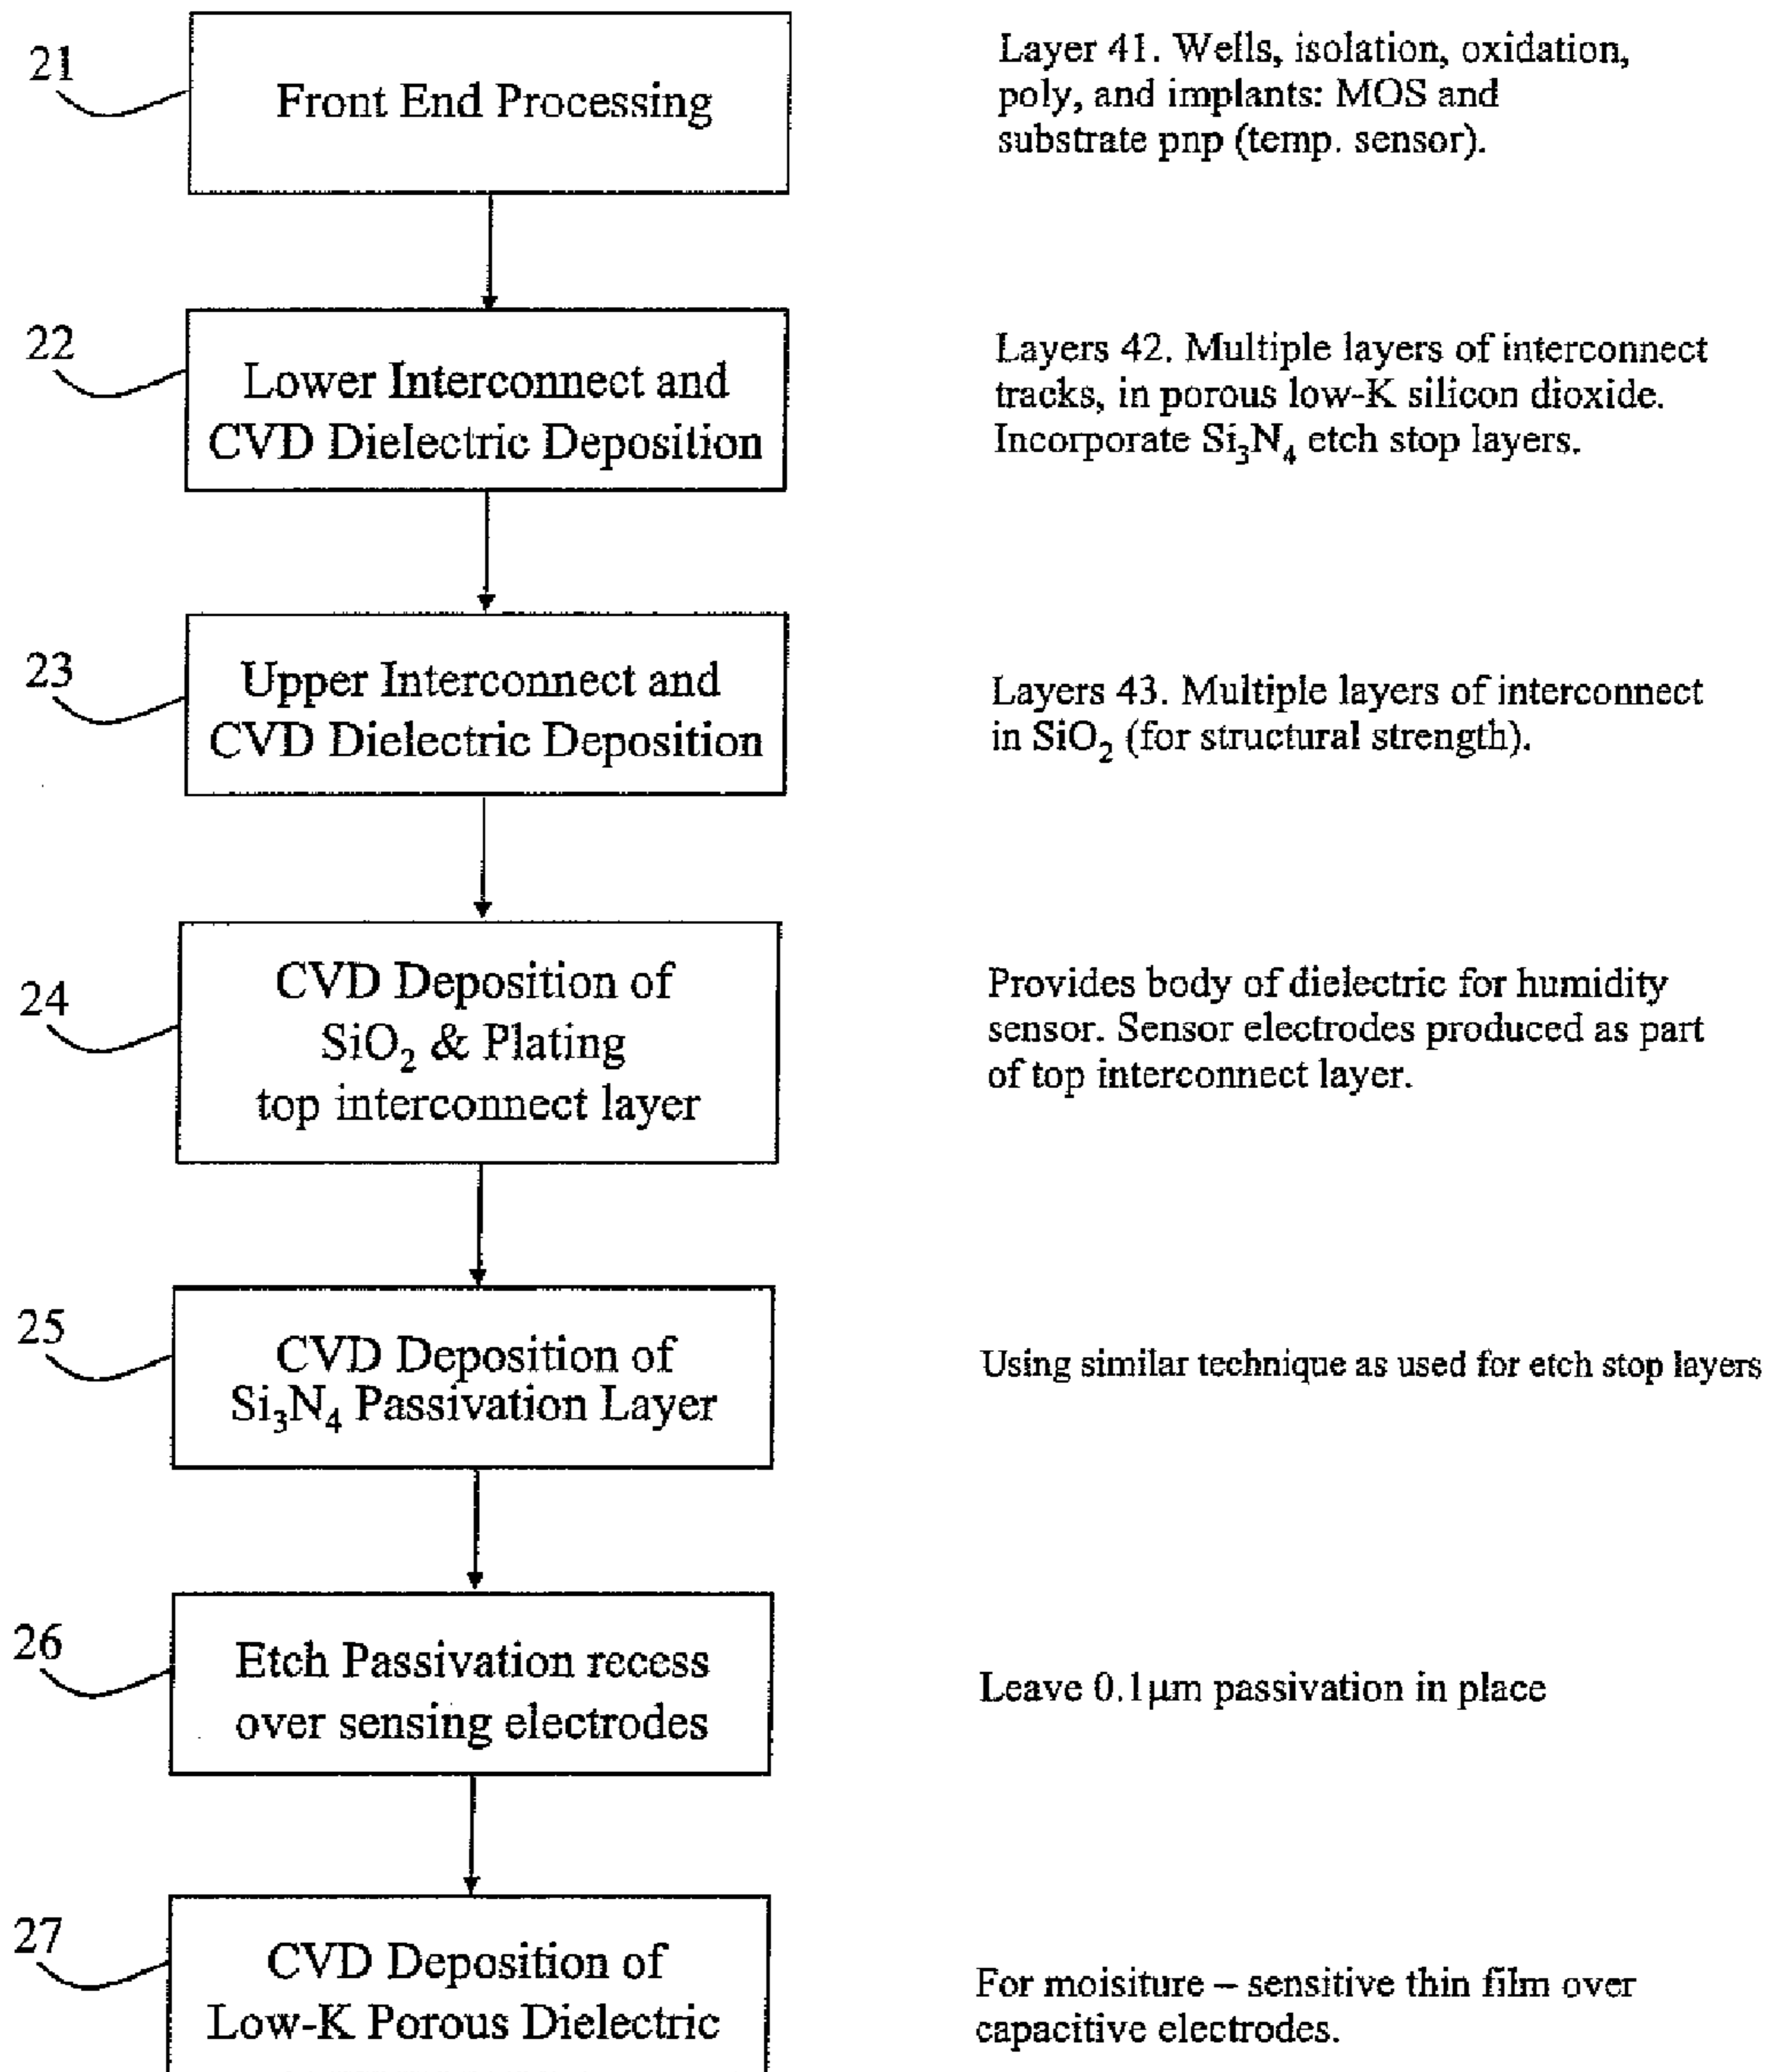 21
Front End Processing
Layer 41. Wells, isolation, oxidation,
poly, and implants: MOS and
substrate pnp (temp. sensor).
22
Lower Interconnect and
CVD Dielectric Deposition
Layers 42. Multiple layers of interconnect
tracks, in porous low-K silicon dioxide.
Incorporate Si₃N₄ etch stop layers.
23
Upper Interconnect and
CVD Dielectric Deposition
Layers 43. Multiple layers of interconnect
in SiO₂ (for structural strength).
24
CVD Deposition of
SiO₂ & Plating
top interconnect layer
Provides body of dielectric for humidity
sensor. Sensor electrodes produced as part
of top interconnect layer.
25
CVD Deposition of
Si₃N₄ Passivation Layer
Using similar technique as used for etch stop layers
26
Etch Passivation recess
over sensing electrodes
Leave 0.1µm passivation in place
27
CVD Deposition of
Low-K Porous Dielectric
For moisiture – sensitive thin film over
capacitive electrodes.